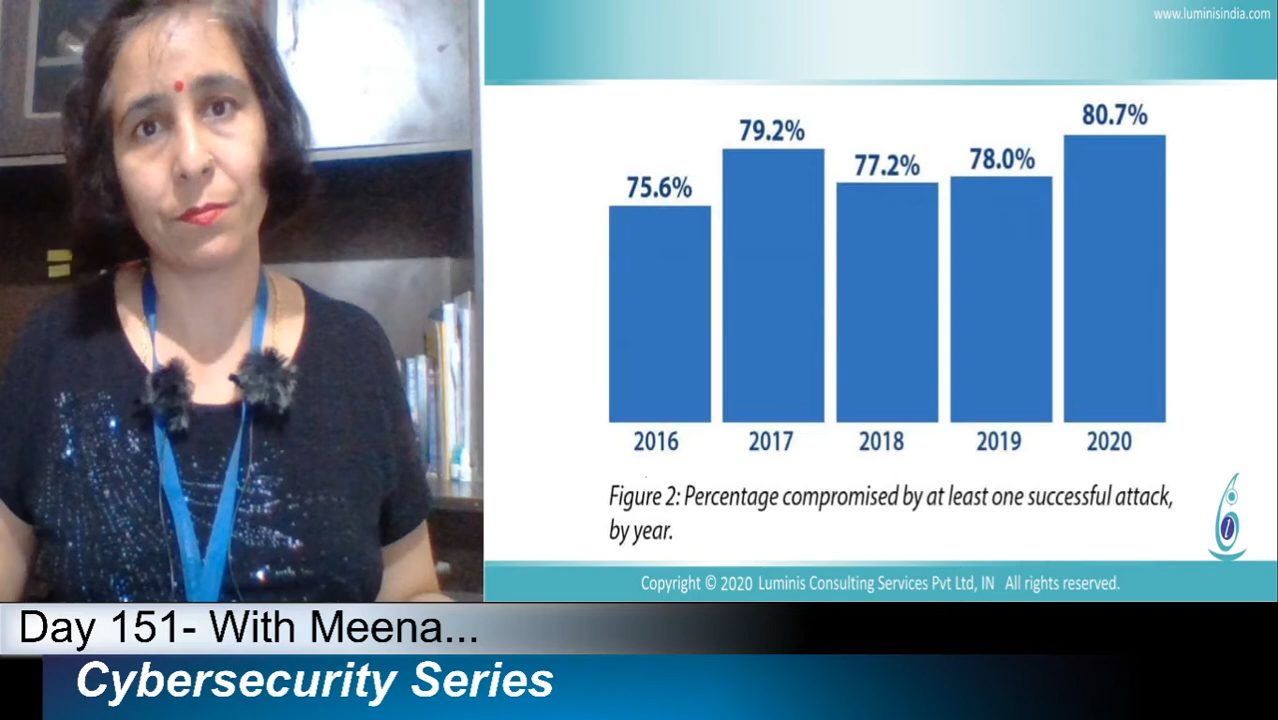 www.luminisindia.com
80.7%
79.2%
78.0%
77.2%
75.6%
2016 2017 2018 2019 2020
Figure 2: Percentage compromised by at least one successful attack,
by year.
Copyright © 2020 Luminis Consulting Services Pvt Ltd, IN All rights reserved.
Day 151- With Meena...
Cybersecurity Series